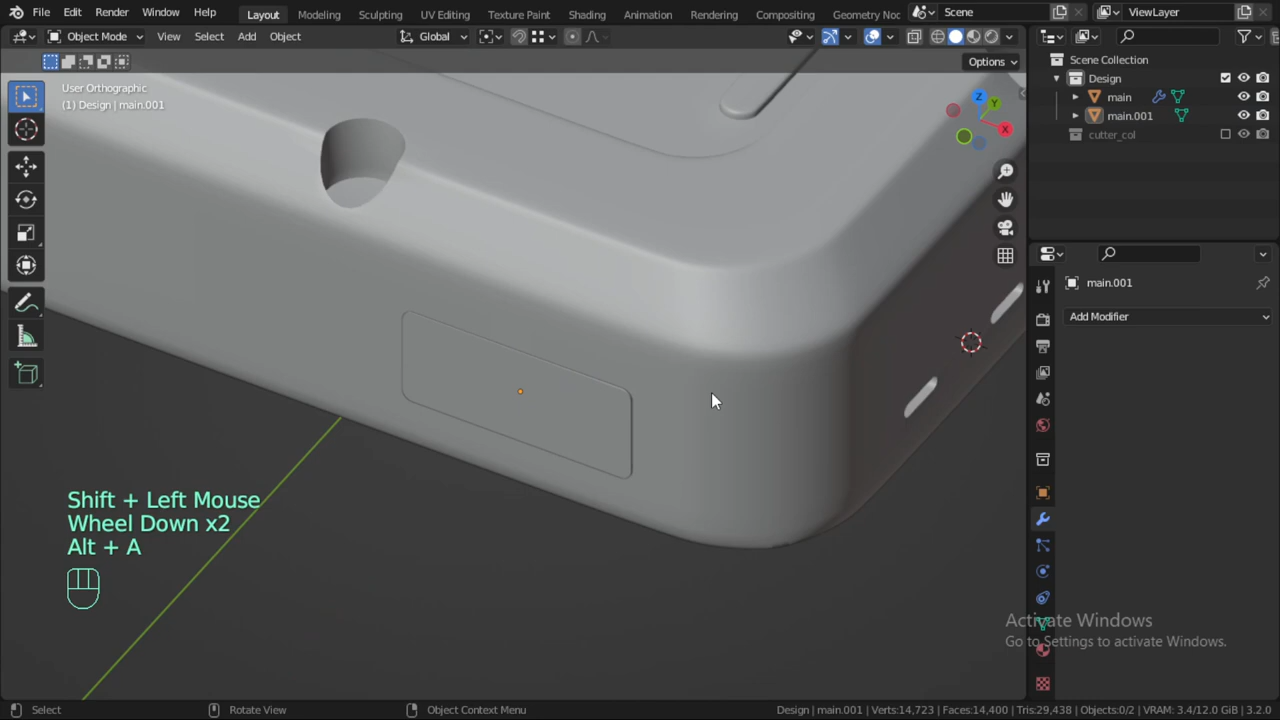 File Edit Render Window Help Layout Modeling Sculpting UV Editing Texture Paint Shading Animation Rendering Compositing Geometry Noc Scene ViewLayer
Object Mode View Select Add Object Global
Options
User Orthographic
(1) Design | main.001
Z
Y
X
Scene Collection
Design
main
main.001
cutter_col
main.001
Add Modifier
Shift + Left Mouse
Wheel Down x2
Alt + A
Activate Windows
Go to Settings to activate Windows.
Select Rotate View Object Context Menu Design | main.001 | Verts:14,723 | Faces:14,400 | Tris:29,438 | Objects:0/2 | VRAM: 3.4/12.0 GiB | 3.2.0